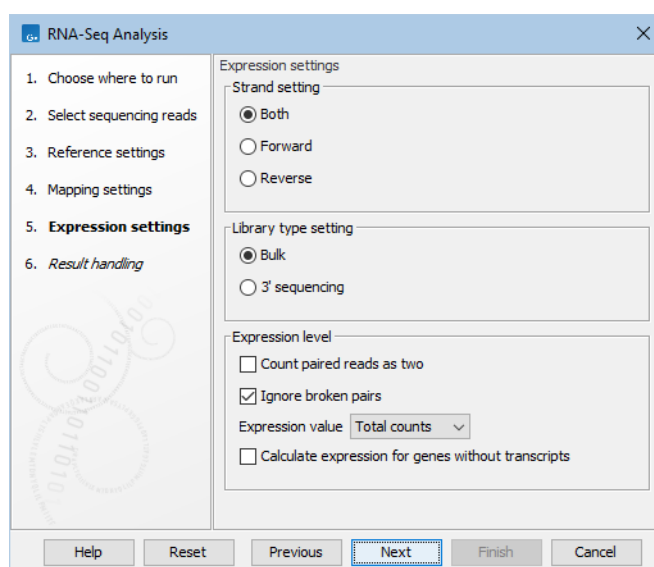 RNA-Seq Analysis
1. Choose where to run
2. Select sequencing reads
3. Reference settings
4. Mapping settings
5. Expression settings
6. Result handling
Expression settings
Strand setting
Both
Forward
Reverse
Library type setting
Bulk
3' sequencing
Expression level
Count paired reads as two
Ignore broken pairs
Expression value Total counts
Calculate expression for genes without transcripts
Help Reset Previous Next Finish Cancel